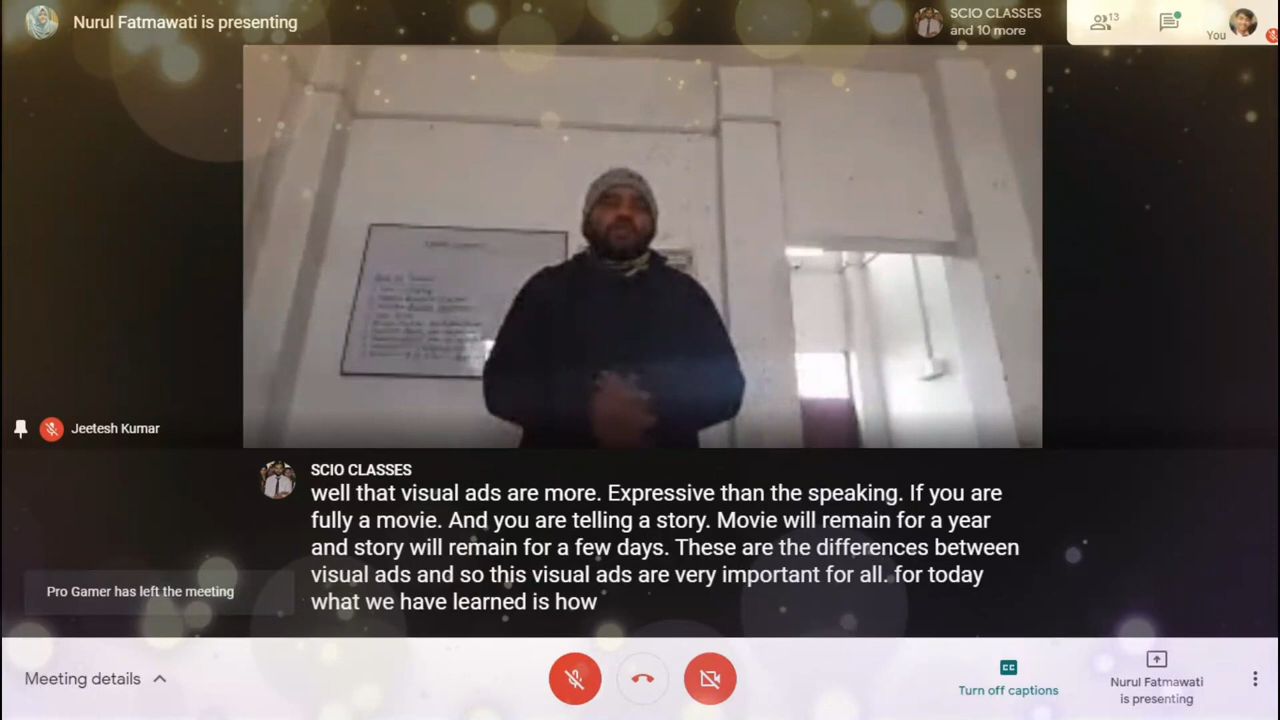 Nurul Fatmawati is presenting
SCIO CLASSES
and 10 more
13
You
Jeetesh Kumar
SCIO CLASSES
well that visual ads are more. Expressive than the speaking. If you are
fully a movie. And you are telling a story. Movie will remain for a year
and story will remain for a few days. These are the differences between
visual ads and so this visual ads are very important for all. for today
what we have learned is how
Pro Gamer has left the meeting
Meeting details
CC
Turn off captions
Nurul Fatmawati
is presenting